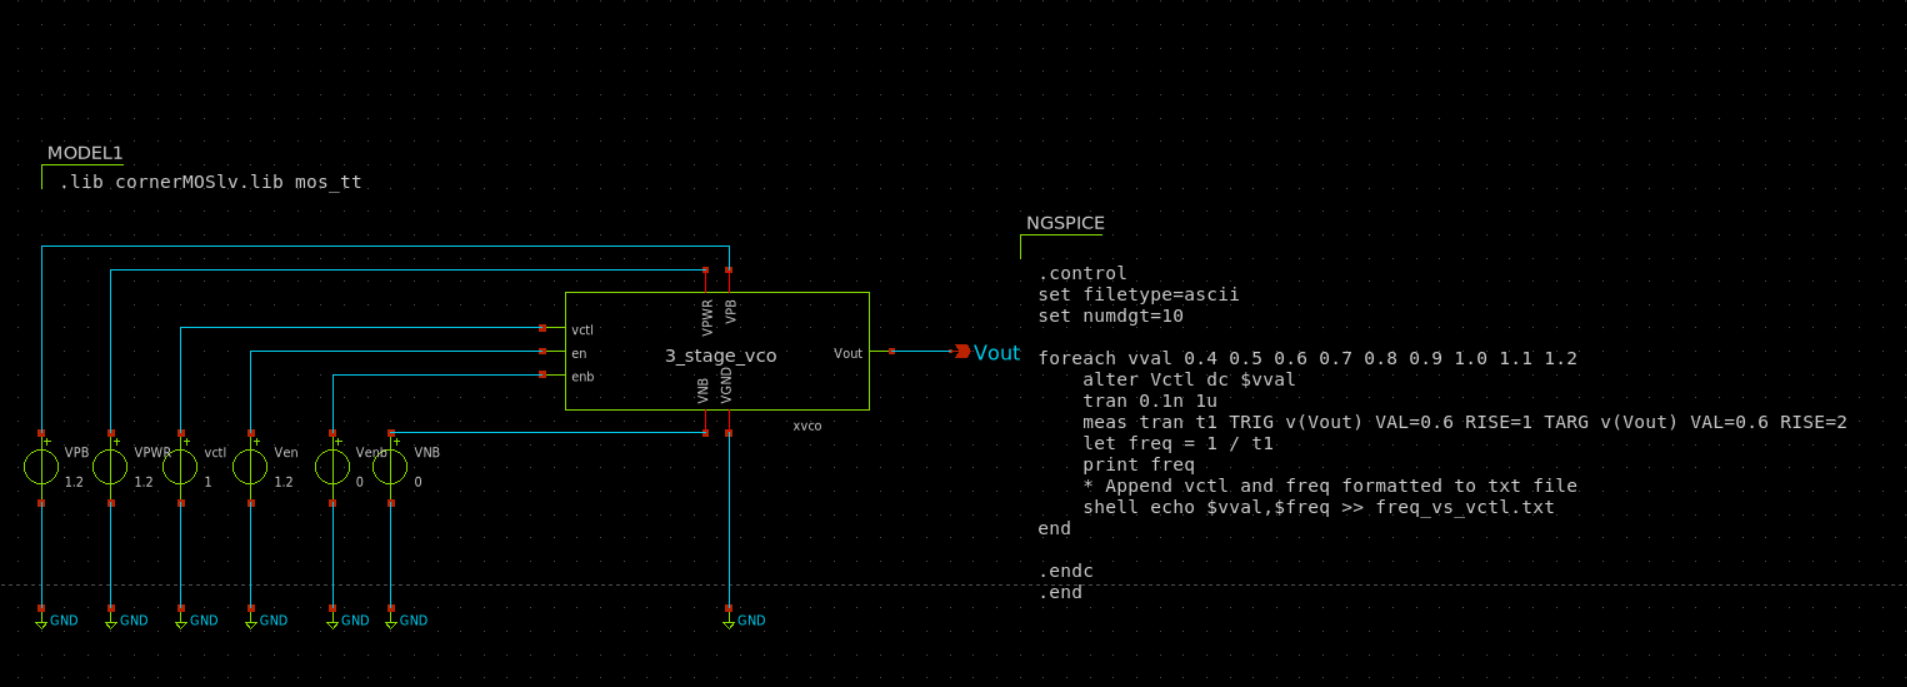 MODEL1
.lib cornerMOSlv.lib mos_tt
NGSPICE
.control
set filetype=ascii
set numdgt=10
foreach vval 0.4 0.5 0.6 0.7 0.8 0.9 1.0 1.1 1.2
alter Vctl dc $vval
tran 0.1n 1u
meas tran t1 TRIG v(Vout) VAL=0.6 RISE=1 TARG v(Vout) VAL=0.6 RISE=2
let freq = 1 / t1
print freq
* Append vctl and freq formatted to txt file
shell echo $vval,$freq >> freq_vs_vctl.txt
end
.endc
.end
VPWR
VPB
vctl
en
enb
3_stage_vco
Vout
Vout
VNB
VGND
xvco
+ + + + + +
VPB VPWR vctl Ven Venb VNB
1.2 1.2 1 1.2 0 0
GND GND GND GND GND GND GND